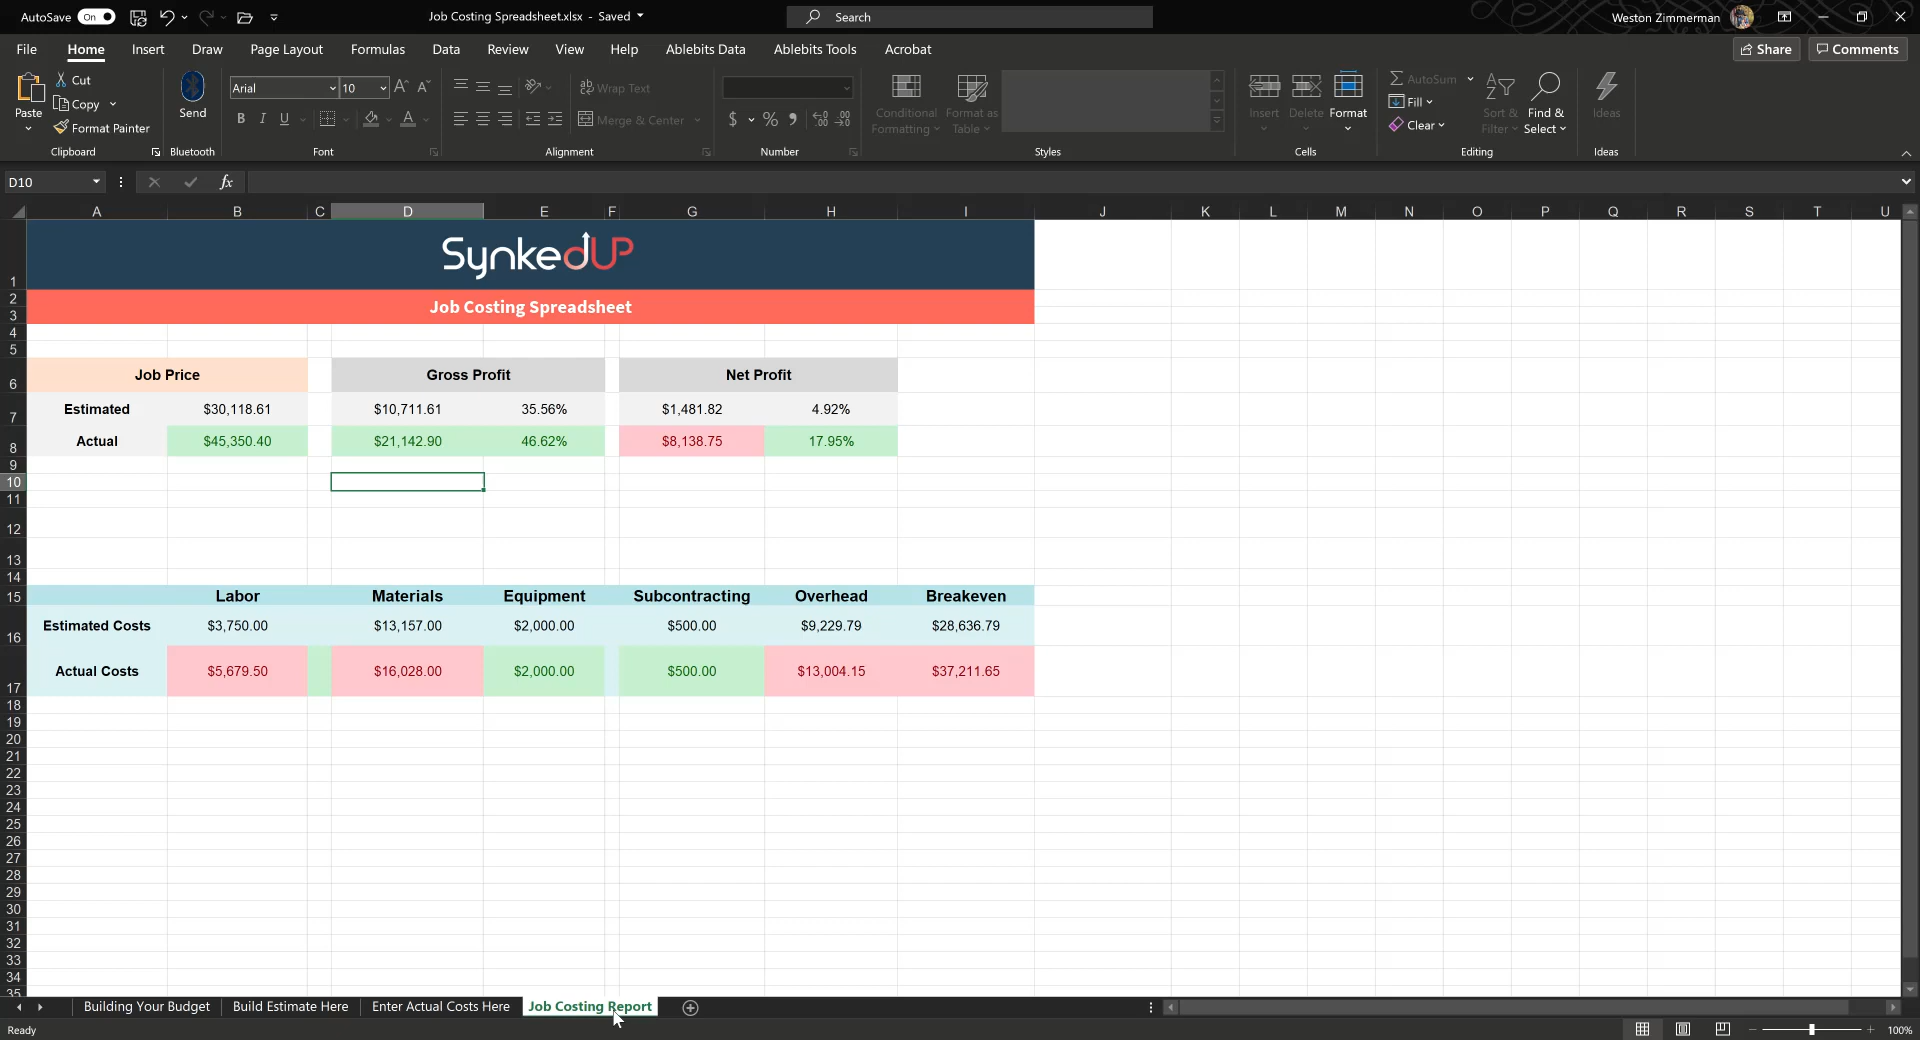 AutoSave On Job Costing Spreadsheet.xlsx - Saved Search Weston Zimmerman
File Home Insert Draw Page Layout Formulas Data Review View Help Ablebits Data Ablebits Tools Acrobat Share Comments
Paste Cut Copy Format Painter
Send
Arial 10
B I U A
ab Wrap Text
Merge & Center
$ % 9
Conditional Formatting Format as Table
Insert Delete Format
AutoSum Fill Clear
Sort & Filter Find & Select
Ideas
Clipboard Bluetooth Font Alignment Number Styles Cells Editing Ideas
D10 fx
A B C D E F G H I J K L M N O P Q R S T U
1 SynkedUP
2 Job Costing Spreadsheet
3
4
5
6 Job Price Gross Profit Net Profit
7 Estimated $30,118.61 $10,711.61 35.56% $1,481.82 4.92%
8 Actual $45,350.40 $21,142.90 46.62% $8,138.75 17.95%
9
10
11
12
13
14
15 Labor Materials Equipment Subcontracting Overhead Breakeven
16 Estimated Costs $3,750.00 $13,157.00 $2,000.00 $500.00 $9,229.79 $28,636.79
17 Actual Costs $5,679.50 $16,028.00 $2,000.00 $500.00 $13,004.15 $37,211.65
18
19
20
21
22
23
24
25
26
27
28
29
30
31
32
33
34
35
Building Your Budget Build Estimate Here Enter Actual Costs Here Job Costing Report
Ready 100%